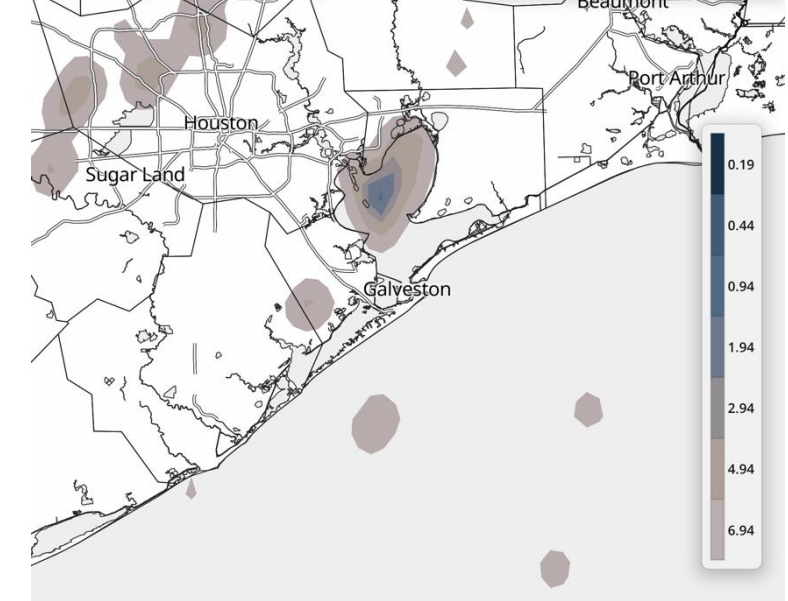 Beaumont
Port Arthur
Houston
Sugar Land
Galveston
0.19
0.44
0.94
1.94
2.94
4.94
6.94